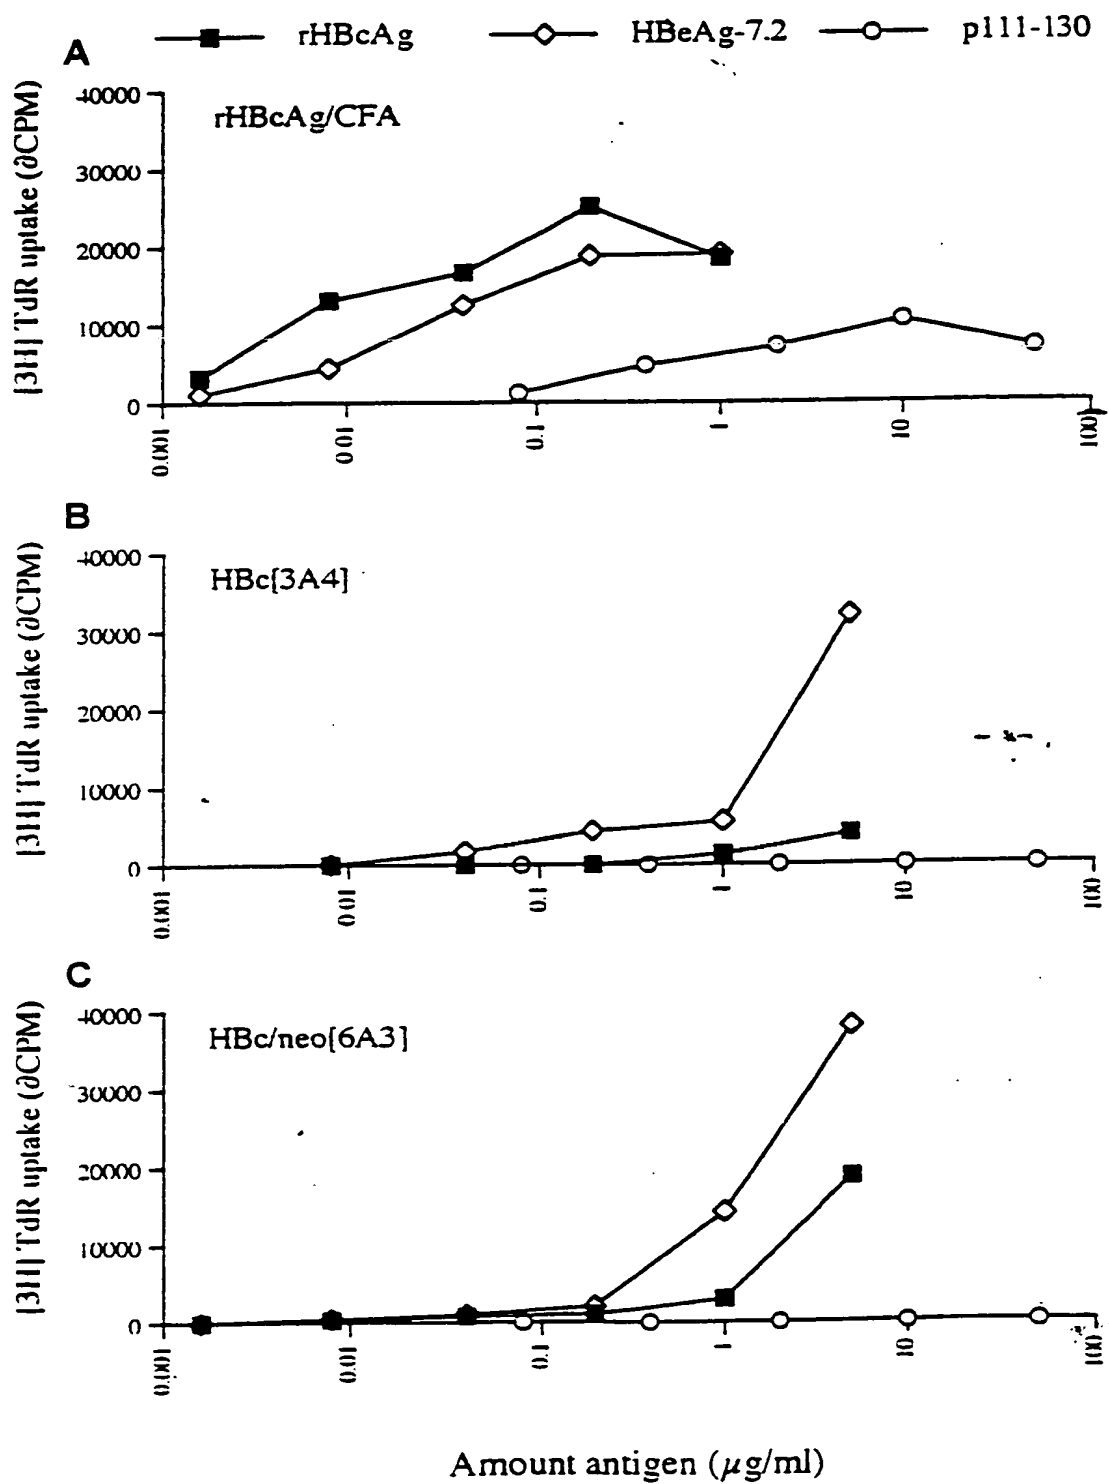 rHBcAg HBeAg-7.2 p111-130
A
rHBcAg/CFA
[3H] TdR uptake (∂CPM)
40000
30000
20000
10000
0
0.001 0.01 0.1 1 10 100
B
HBc[3A4]
[3H] TdR uptake (∂CPM)
40000
30000
20000
10000
0
0.001 0.01 0.1 1 10 100
C
HBc/neo[6A3]
[3H] TdR uptake (∂CPM)
40000
30000
20000
10000
0
0.001 0.01 0.1 1 10 100
Amount antigen (µg/ml)